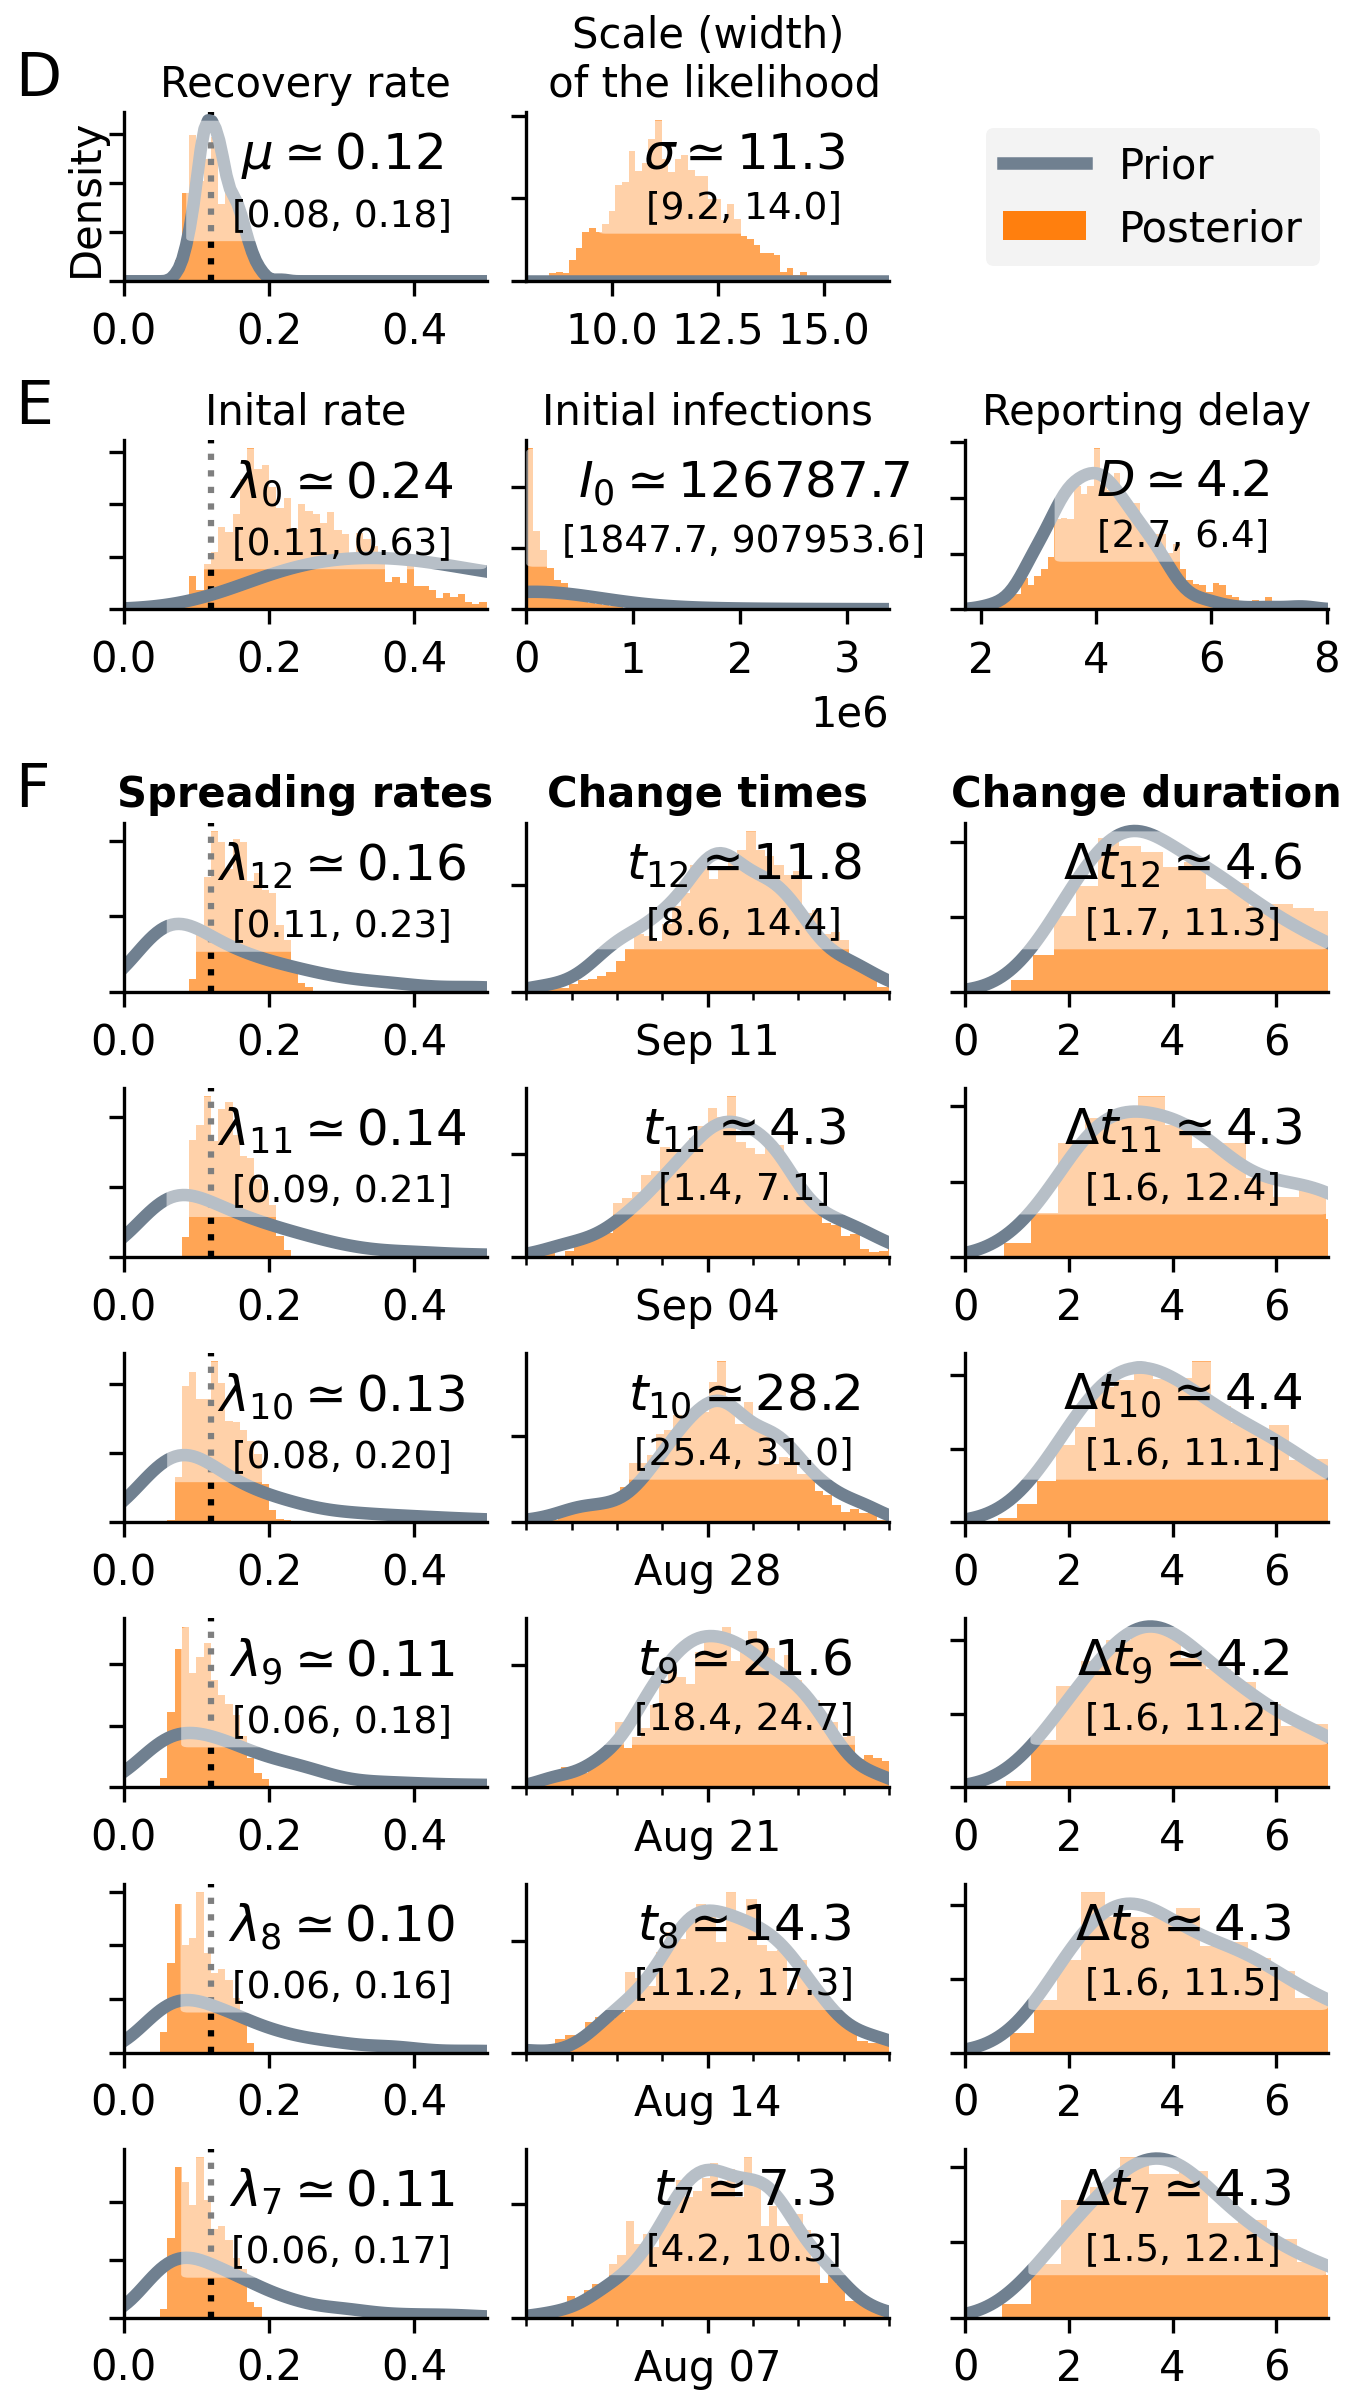 D
Recovery rate
Scale (width)
of the likelihood
Density
μ ≃ 0.12
[0.08, 0.18]
0.0 0.2 0.4
σ ≃ 11.3
[9.2, 14.0]
10.0 12.5 15.0
Prior
Posterior
E
Inital rate
λ0 ≃ 0.24
[0.11, 0.63]
0.0 0.2 0.4
Initial infections
I0 ≃ 126787.7
[1847.7, 907953.6]
0 1 2 3
1e6
Reporting delay
D ≃ 4.2
[2.7, 6.4]
2 4 6 8
F
Spreading rates
Change times
Change duration
λ12 ≃ 0.16
[0.11, 0.23]
0.0 0.2 0.4
t12 ≃ 11.8
[8.6, 14.4]
Sep 11
Δt12 ≃ 4.6
[1.7, 11.3]
0 2 4 6
λ11 ≃ 0.14
[0.09, 0.21]
0.0 0.2 0.4
t11 ≃ 4.3
[1.4, 7.1]
Sep 04
Δt11 ≃ 4.3
[1.6, 12.4]
0 2 4 6
λ10 ≃ 0.13
[0.08, 0.20]
0.0 0.2 0.4
t10 ≃ 28.2
[25.4, 31.0]
Aug 28
Δt10 ≃ 4.4
[1.6, 11.1]
0 2 4 6
λ9 ≃ 0.11
[0.06, 0.18]
0.0 0.2 0.4
t9 ≃ 21.6
[18.4, 24.7]
Aug 21
Δt9 ≃ 4.2
[1.6, 11.2]
0 2 4 6
λ8 ≃ 0.10
[0.06, 0.16]
0.0 0.2 0.4
t8 ≃ 14.3
[11.2, 17.3]
Aug 14
Δt8 ≃ 4.3
[1.6, 11.5]
0 2 4 6
λ7 ≃ 0.11
[0.06, 0.17]
0.0 0.2 0.4
t7 ≃ 7.3
[4.2, 10.3]
Aug 07
Δt7 ≃ 4.3
[1.5, 12.1]
0 2 4 6